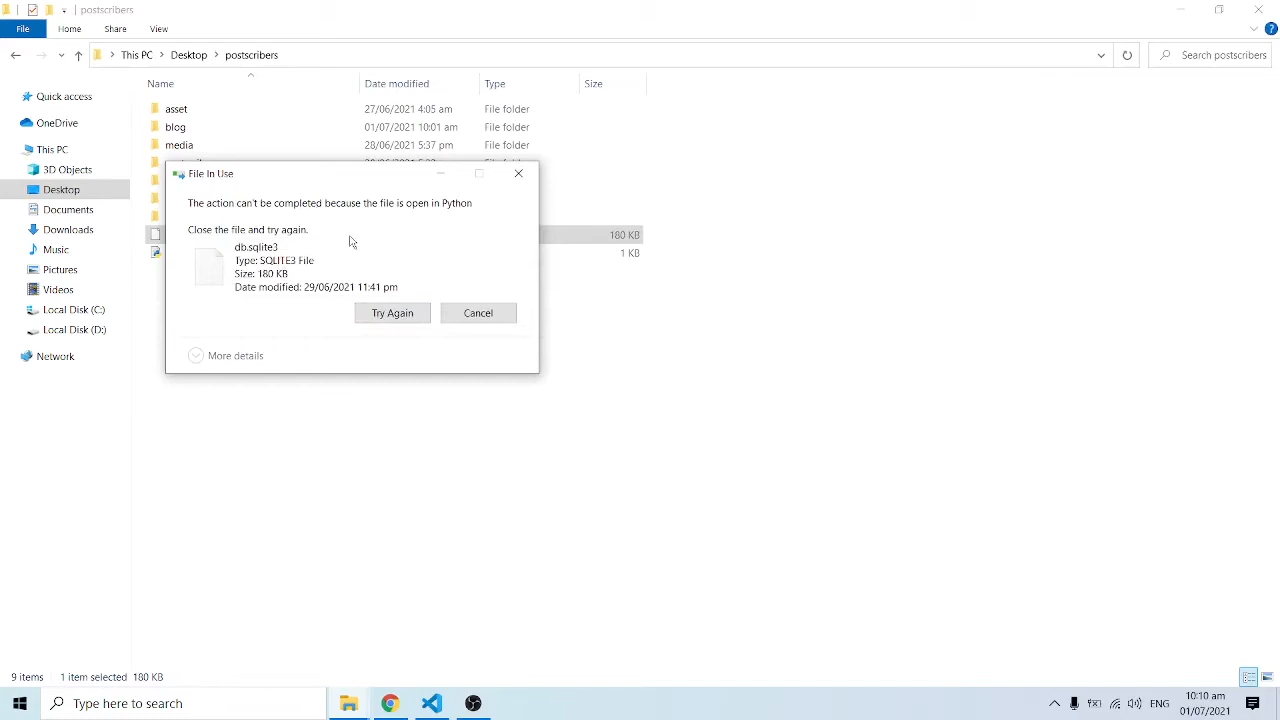 postscribers
File Home Share View
This PC Desktop postscribers Search postscribers
Name Date modified Type Size
Quick access
OneDrive
This PC
3D Objects
Desktop
Documents
Downloads
Music
Pictures
Videos
Local Disk (C:)
Local Disk (D:)
Network
asset 27/06/2021 4:05 am File folder
blog 01/07/2021 10:01 am File folder
media 28/06/2021 5:37 pm File folder
180 KB
1 KB
File In Use
The action can't be completed because the file is open in Python
Close the file and try again.
db.sqlite3
Type: SQLITE3 File
Size: 180 KB
Date modified: 29/06/2021 11:41 pm
Try Again Cancel
More details
9 items 1 item selected 180 KB
Type here to search
ENG
10:10 am
01/07/2021